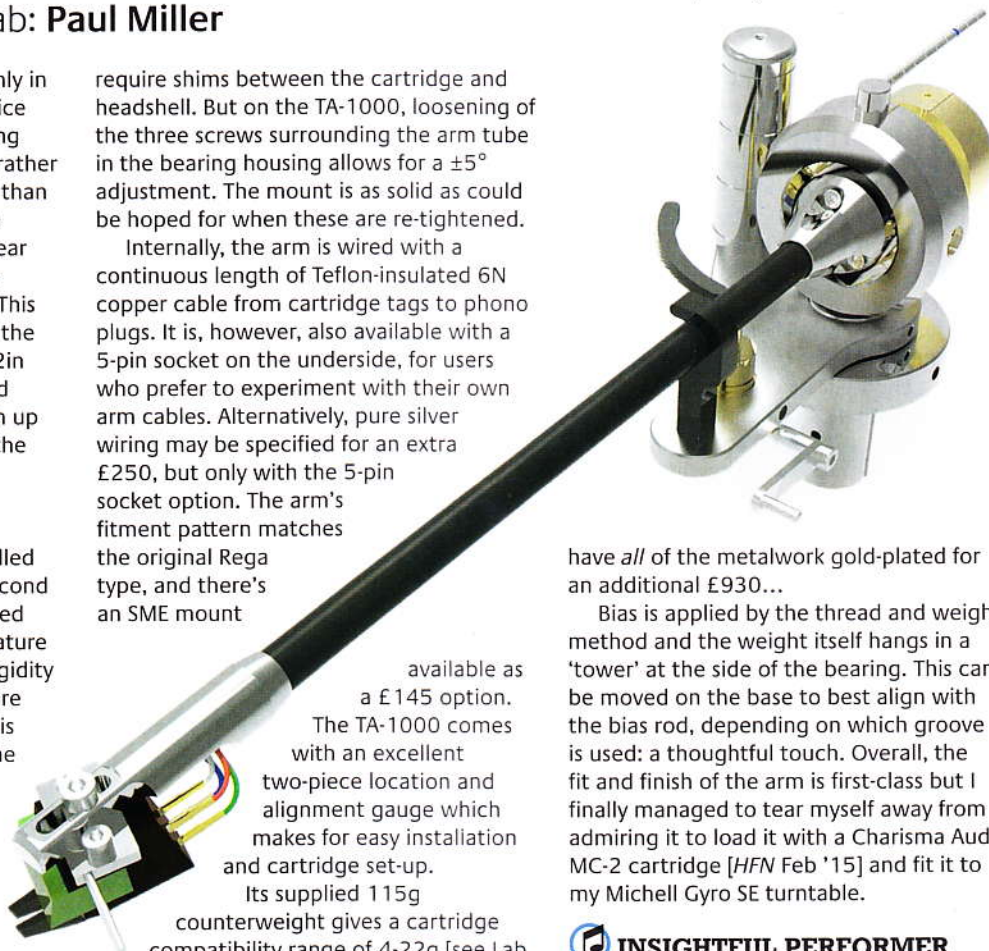 ab: Paul Miller
nly in
ice
ng
rather
than
ear
This
the
2in
d
n up
the
lled
cond
ed
ature
gidity
re
is
ne
require shims between the cartridge and
headshell. But on the TA-1000, loosening of
the three screws surrounding the arm tube
in the bearing housing allows for a ±5°
adjustment. The mount is as solid as could
be hoped for when these are re-tightened.
Internally, the arm is wired with a
continuous length of Teflon-insulated 6N
copper cable from cartridge tags to phono
plugs. It is, however, also available with a
5-pin socket on the underside, for users
who prefer to experiment with their own
arm cables. Alternatively, pure silver
wiring may be specified for an extra
£250, but only with the 5-pin
socket option. The arm's
fitment pattern matches
the original Rega
type, and there's
an SME mount
available as
a £145 option.
The TA-1000 comes
with an excellent
two-piece location and
alignment gauge which
makes for easy installation
and cartridge set-up.
Its supplied 115g
counterweight gives a cartridge
compatibility range of 4-22g [see Lab
have all of the metalwork gold-plated for
an additional £930...
Bias is applied by the thread and weigh
method and the weight itself hangs in a
'tower' at the side of the bearing. This can
be moved on the base to best align with
the bias rod, depending on which groove
is used: a thoughtful touch. Overall, the
fit and finish of the arm is first-class but I
finally managed to tear myself away from
admiring it to load it with a Charisma Aud
MC-2 cartridge [HFN Feb '15] and fit it to
my Michell Gyro SE turntable.
INSIGHTFUL PERFORMER